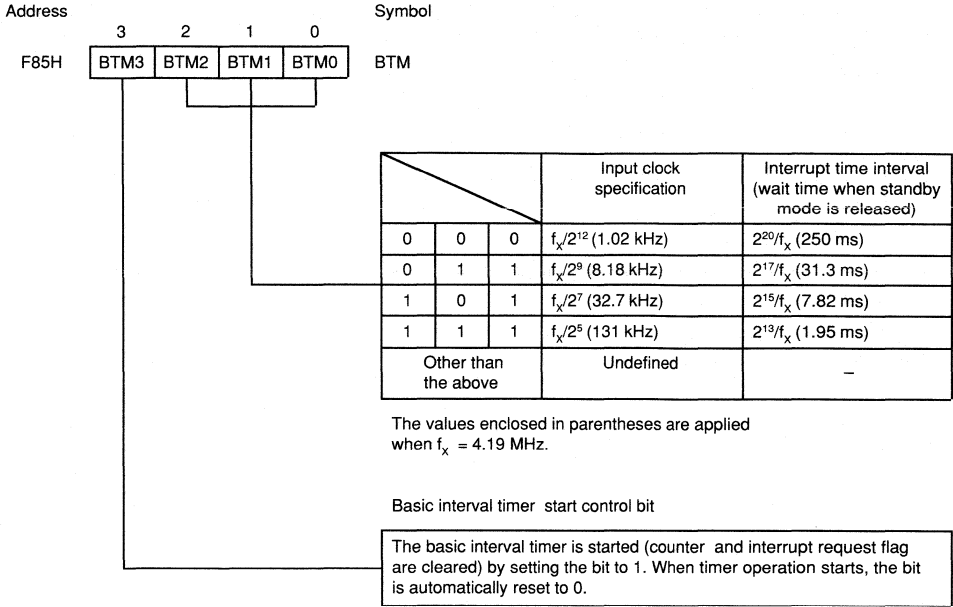 Address Symbol
3 2 1 0
F85H BTM3 BTM2 BTM1 BTM0 BTM
Input clock
specification
Interrupt time interval
(wait time when standby
mode is released)
0 0 0 fₓ/2¹² (1.02 kHz) 2²⁰/fₓ (250 ms)
0 1 1 fₓ/2⁹ (8.18 kHz) 2¹⁷/fₓ (31.3 ms)
1 0 1 fₓ/2⁷ (32.7 kHz) 2¹⁵/fₓ (7.82 ms)
1 1 1 fₓ/2⁵ (131 kHz) 2¹³/fₓ (1.95 ms)
Other than
the above
Undefined –
The values enclosed in parentheses are applied
when fₓ = 4.19 MHz.
Basic interval timer start control bit
The basic interval timer is started (counter and interrupt request flag
are cleared) by setting the bit to 1. When timer operation starts, the bit
is automatically reset to 0.